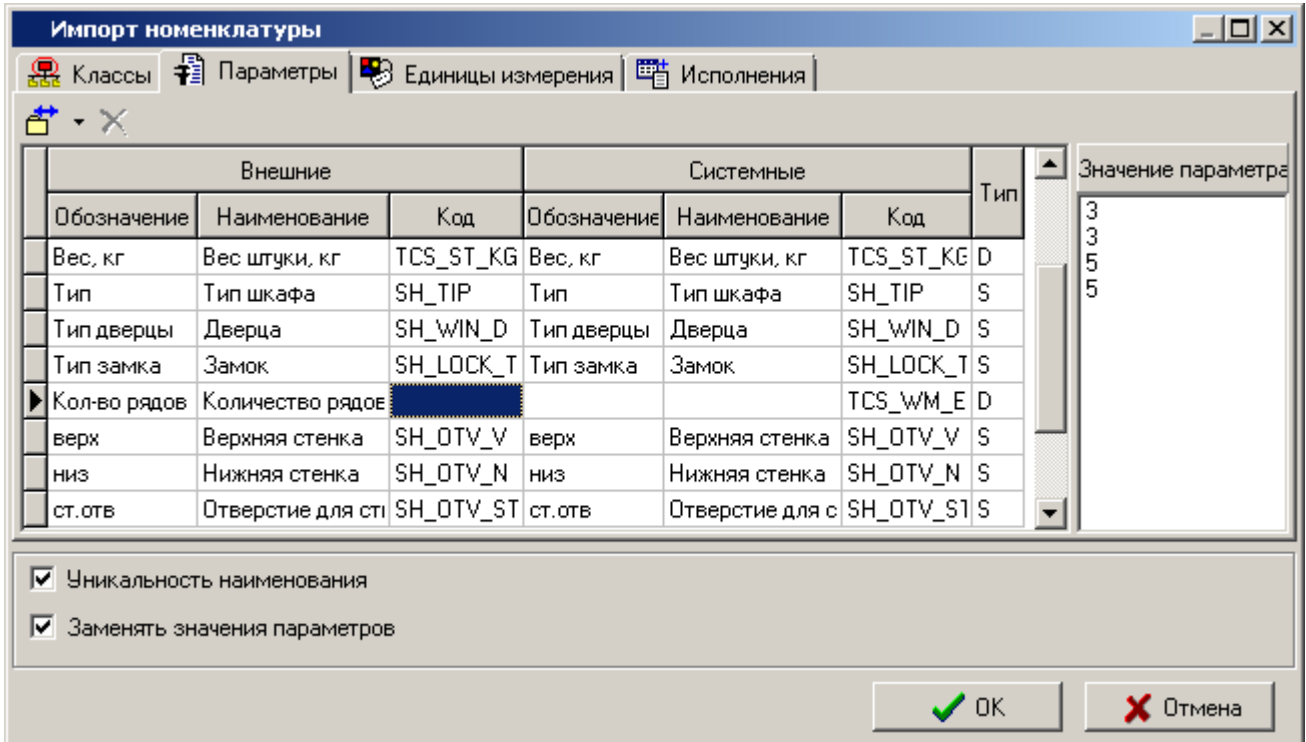 Импорт номенклатуры
Классы Параметры Единицы измерения Исполнения
Внешние Системные Тип Значение параметра
Обозначение Наименование Код Обозначение Наименование Код
Вес, кг Вес штуки, кг TCS_ST_KG Вес, кг Вес штуки, кг TCS_ST_KG D
Тип Тип шкафа SH_TIP Тип Тип шкафа SH_TIP S
Тип дверцы Дверца SH_WIN_D Тип дверцы Дверца SH_WIN_D S
Тип замка Замок SH_LOCK_T Тип замка Замок SH_LOCK_T S
Кол-во рядов Количество рядов TCS_WM_E D
верх Верхняя стенка SH_OTV_V верх Верхняя стенка SH_OTV_V S
низ Нижняя стенка SH_OTV_N низ Нижняя стенка SH_OTV_N S
ст.отв Отверстие для сті SH_OTV_ST ст.отв Отверстие для с SH_OTV_ST S
3
3
5
5
Уникальность наименования
Заменять значения параметров
OK Отмена